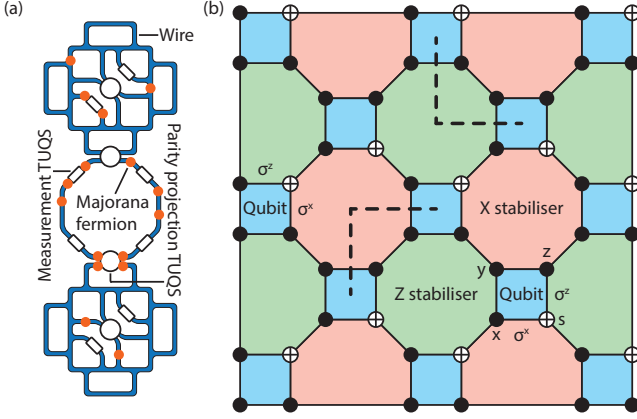 (a)
Wire
Measurement TUQS
Majorana
fermion
Parity projection TUQS
(b)
σᶻ
Qubit
σˣ
X stabiliser
y
z
Z stabiliser
Qubit
σᶻ
x
σˣ
s